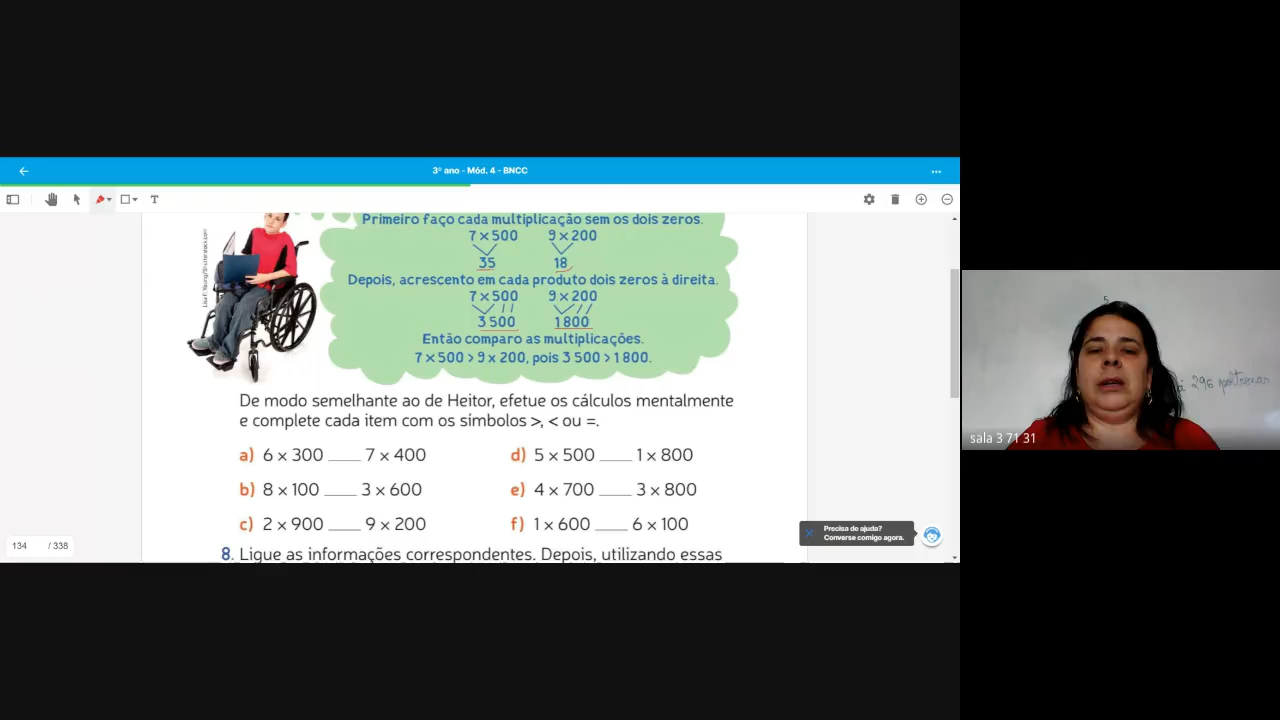 3º ano - Mód. 4 - BNCC
Primeiro faço cada multiplicação sem os dois zeros.
7 x 500 9 x 200
35 18
Depois, acrescento em cada produto dois zeros à direita.
7 x 500 9 x 200
3 500 1 800
Então comparo as multiplicações.
7 x 500 > 9 x 200, pois 3 500 > 1 800.
De modo semelhante ao de Heitor, efetue os cálculos mentalmente
e complete cada item com os símbolos >, < ou =.
a) 6 x 300 ____ 7 x 400
d) 5 x 500 ____ 1 x 800
b) 8 x 100 ____ 3 x 600
e) 4 x 700 ____ 3 x 800
c) 2 x 900 ____ 9 x 200
f) 1 x 600 ____ 6 x 100
8. Ligue as informações correspondentes. Depois, utilizando essas
134 / 338
Precisa de ajuda?
Converse comigo agora.
296
sala 3 71 31